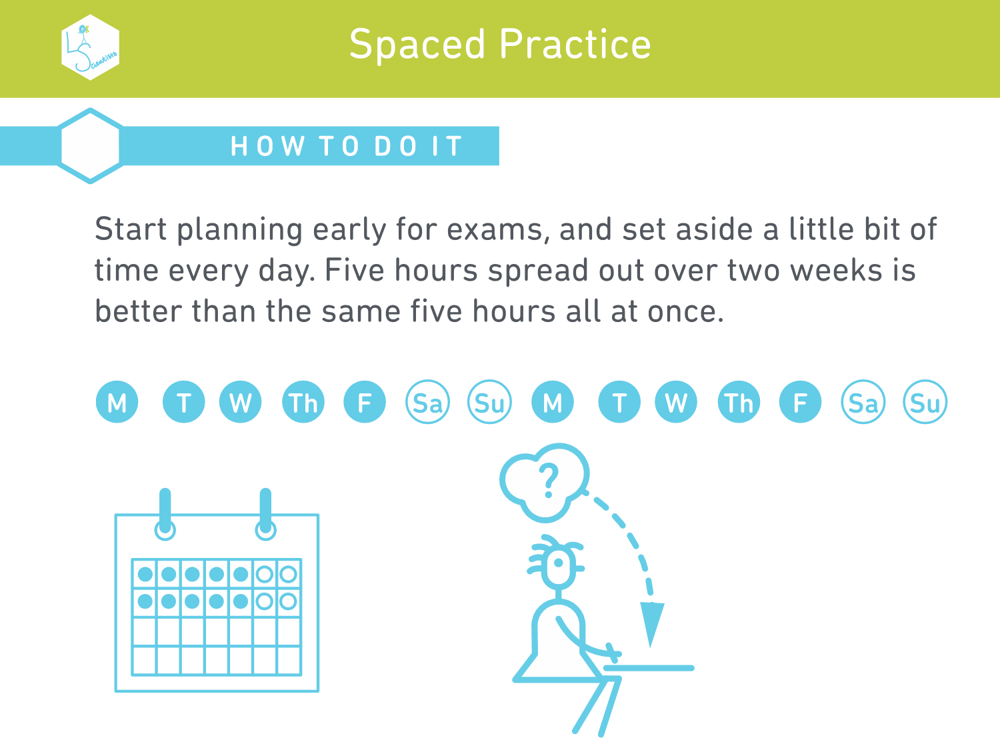 L
Scientists
Spaced Practice
HOW TO DO IT
Start planning early for exams, and set aside a little bit of
time every day. Five hours spread out over two weeks is
better than the same five hours all at once.
M T W Th F Sa Su M T W Th F Sa Su
?